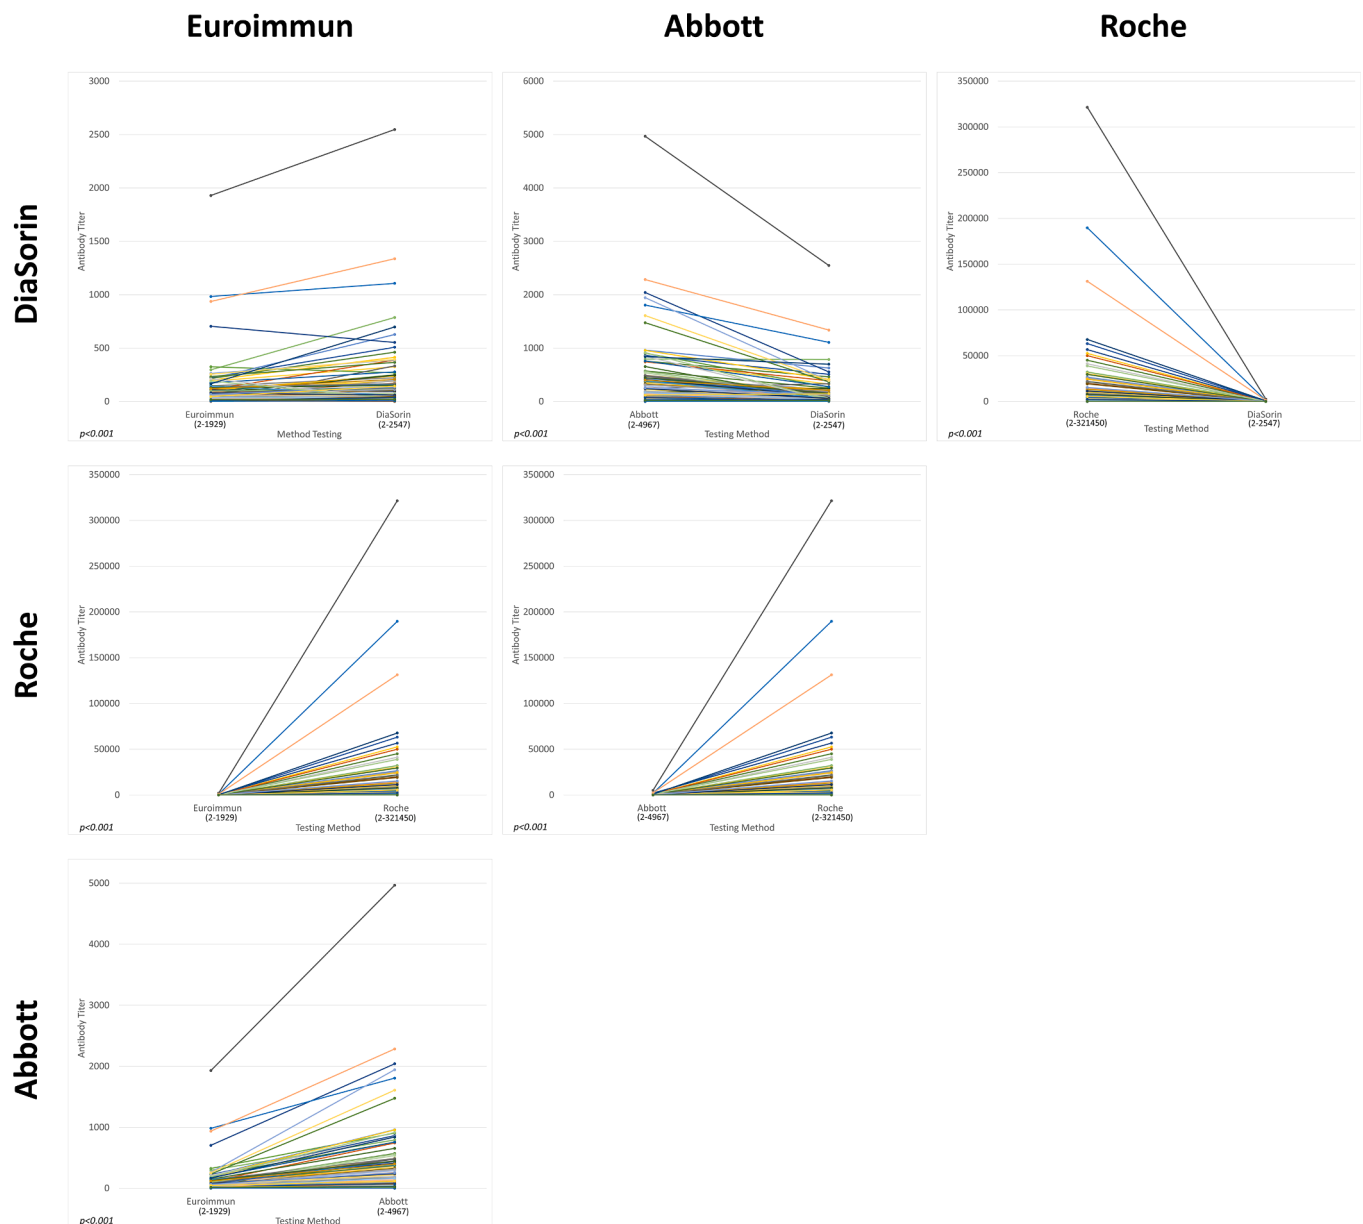 Euroimmun Abbott Roche
DiaSorin
3000
2500
2000
1500
1000
500
0
Antibody Titer
Euroimmun
(2-1929)
DiaSorin
(2-2547)
Method Testing
p<0.001
6000
5000
4000
3000
2000
1000
0
Antibody Titer
Abbott
(2-4967)
DiaSorin
(2-2547)
Testing Method
p<0.001
350000
300000
250000
200000
150000
100000
50000
0
Antibody Titer
Roche
(2-321450)
DiaSorin
(2-2547)
Testing Method
p<0.001
Roche
350000
300000
250000
200000
150000
100000
50000
0
Antibody Titer
Euroimmun
(2-1929)
Roche
(2-321450)
Testing Method
p<0.001
350000
300000
250000
200000
150000
100000
50000
0
Antibody Titer
Abbott
(2-4967)
Roche
(2-321450)
Testing Method
p<0.001
Abbott
5000
4000
3000
2000
1000
0
Antibody Titer
Euroimmun
(2-1929)
Abbott
(2-4967)
Testing Method
p<0.001